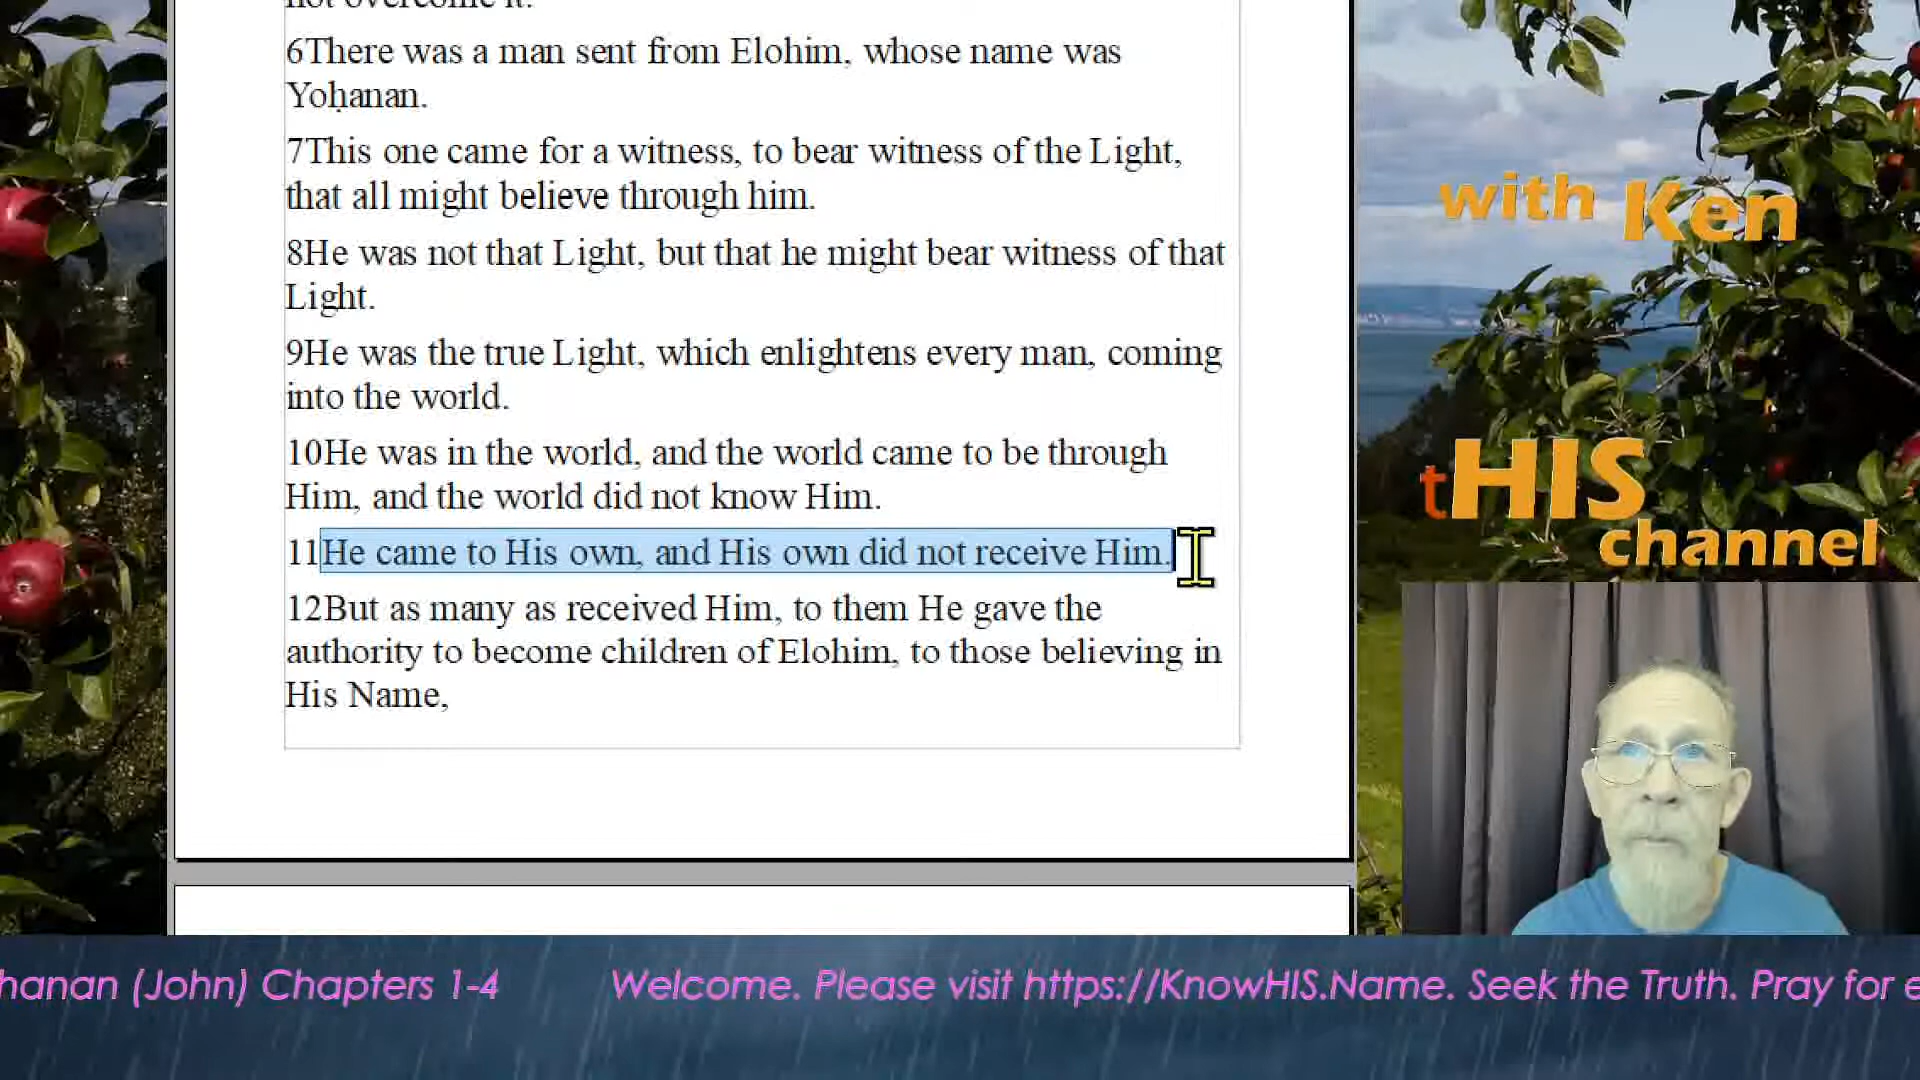 not overcome it.
6There was a man sent from Elohim, whose name was
Yoḥanan.
7This one came for a witness, to bear witness of the Light,
that all might believe through him.
8He was not that Light, but that he might bear witness of that
Light.
9He was the true Light, which enlightens every man, coming
into the world.
10He was in the world, and the world came to be through
Him, and the world did not know Him.
11He came to His own, and His own did not receive Him.
12But as many as received Him, to them He gave the
authority to become children of Elohim, to those believing in
His Name,
with Ken
tHIS
channel
hanan (John) Chapters 1-4 Welcome. Please visit https://KnowHIS.Name. Seek the Truth. Pray for e